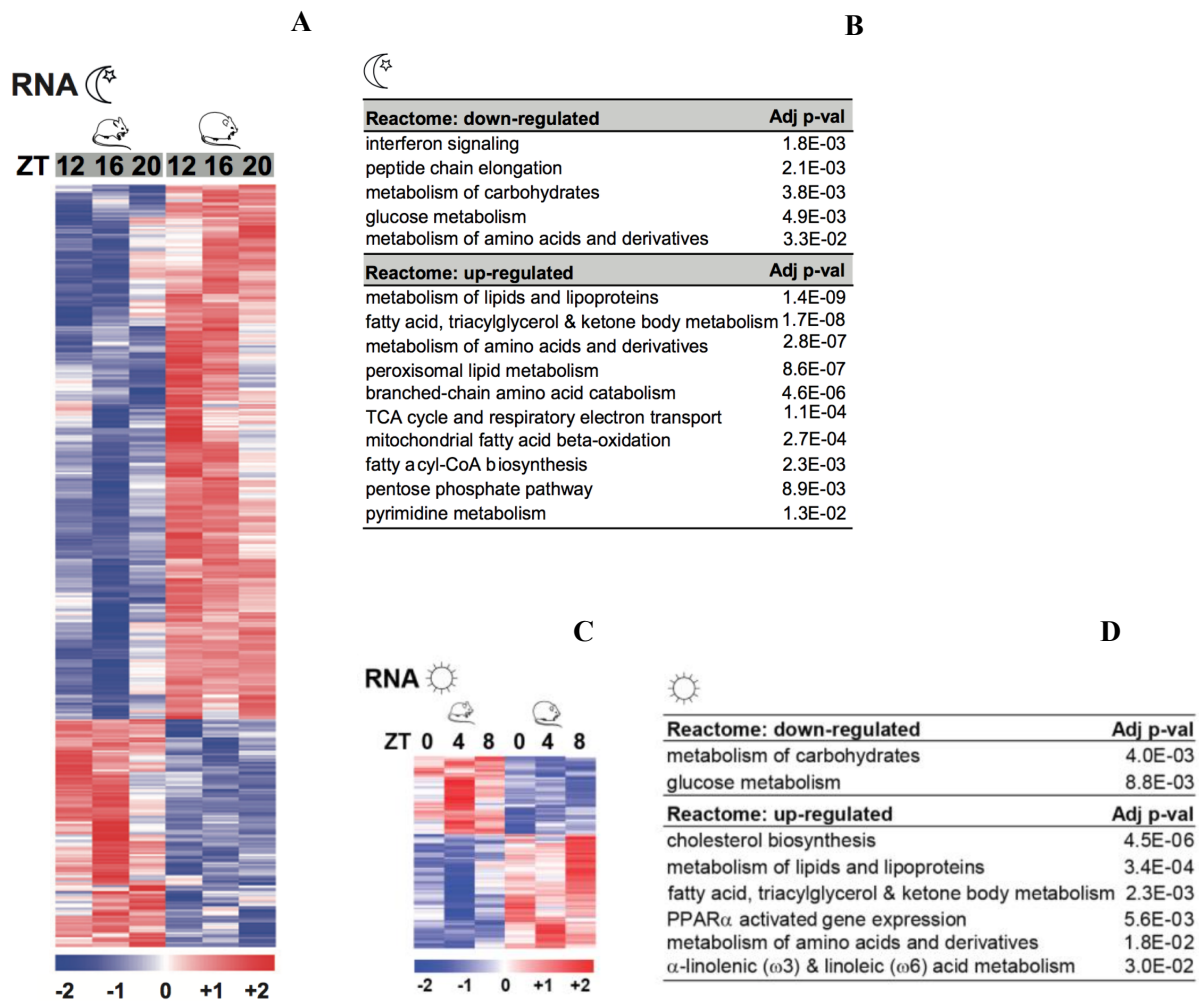 A
B
RNA
ZT 12 16 20 12 16 20
-2 -1 0 +1 +2
Reactome: down-regulated Adj p-val
interferon signaling 1.8E-03
peptide chain elongation 2.1E-03
metabolism of carbohydrates 3.8E-03
glucose metabolism 4.9E-03
metabolism of amino acids and derivatives 3.3E-02
Reactome: up-regulated Adj p-val
metabolism of lipids and lipoproteins 1.4E-09
fatty acid, triacylglycerol & ketone body metabolism 1.7E-08
metabolism of amino acids and derivatives 2.8E-07
peroxisomal lipid metabolism 8.6E-07
branched-chain amino acid catabolism 4.6E-06
TCA cycle and respiratory electron transport 1.1E-04
mitochondrial fatty acid beta-oxidation 2.7E-04
fatty acyl-CoA biosynthesis 2.3E-03
pentose phosphate pathway 8.9E-03
pyrimidine metabolism 1.3E-02
C
D
RNA
ZT 0 4 8 0 4 8
-2 -1 0 +1 +2
Reactome: down-regulated Adj p-val
metabolism of carbohydrates 4.0E-03
glucose metabolism 8.8E-03
Reactome: up-regulated Adj p-val
cholesterol biosynthesis 4.5E-06
metabolism of lipids and lipoproteins 3.4E-04
fatty acid, triacylglycerol & ketone body metabolism 2.3E-03
PPARα activated gene expression 5.6E-03
metabolism of amino acids and derivatives 1.8E-02
α-linolenic (ω3) & linoleic (ω6) acid metabolism 3.0E-02